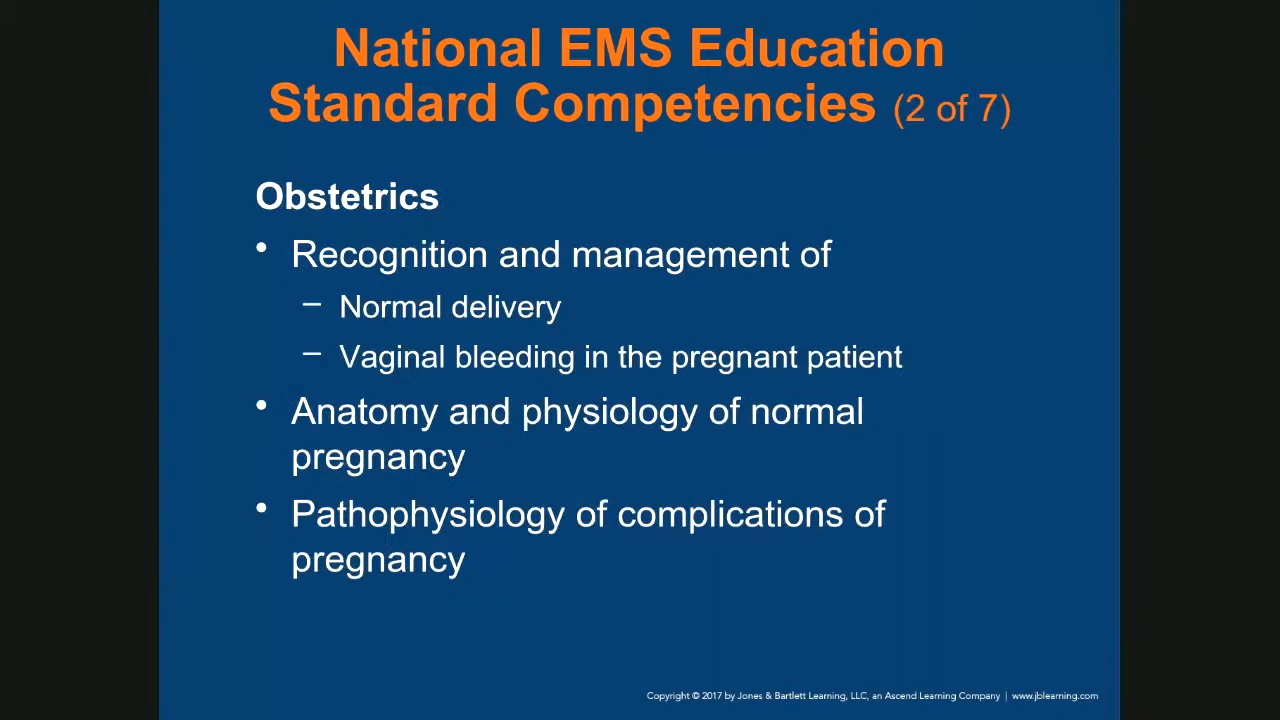 National EMS Education
Standard Competencies (2 of 7)
Obstetrics
• Recognition and management of
– Normal delivery
– Vaginal bleeding in the pregnant patient
• Anatomy and physiology of normal
pregnancy
• Pathophysiology of complications of
pregnancy
Copyright © 2017 by Jones & Bartlett Learning, LLC, an Ascend Learning Company | www.jblearning.com